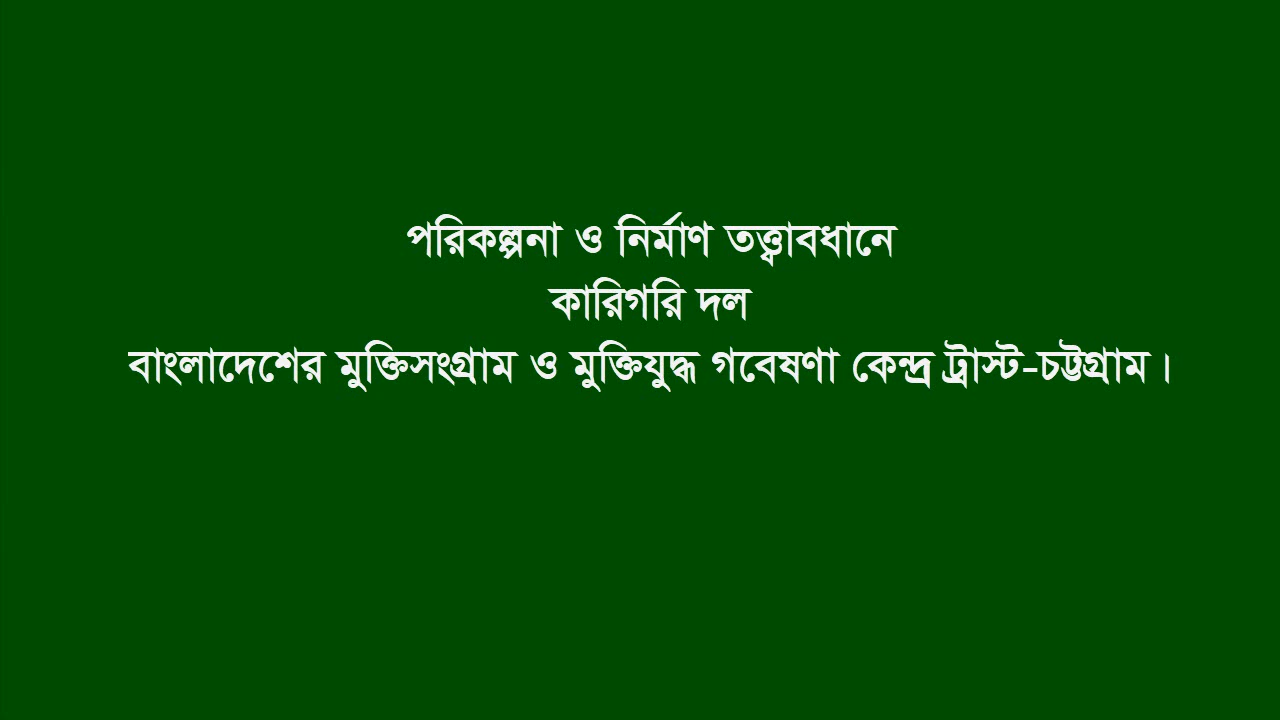 পরিকল্পনা ও নির্মাণ তত্ত্বাবধানে
কারিগরি দল
বাংলাদেশের মুক্তিসংগ্রাম ও মুক্তিযুদ্ধ গবেষণা কেন্দ্র ট্রাস্ট-চট্টগ্রাম।